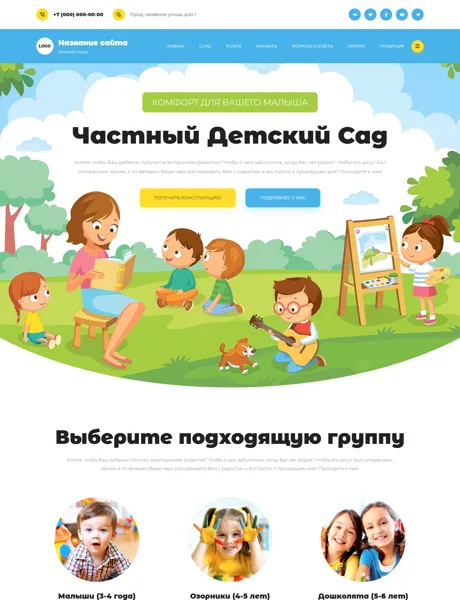 +7 (000) 000-00-00
Город, название улицы, дом 1
LOGO
Название сайта
Детский садик
ГЛАВНАЯ
О НАС
УСЛУГИ
КОНТАКТЫ
ВОПРОСЫ И ОТВЕТЫ
ГАЛЕРЕЯ
ПРОДУКЦИЯ
КОМФОРТ ДЛЯ ВАШЕГО МАЛЫША
Частный Детский Сад
Хотите, чтобы Ваш ребенок получил всестороннее развитие? Чтобы о нем заботились, когда Вас нет рядом? Чтобы его досуг был
интересным, ярким, а по вечерам Ваше чадо рассказывало Вам с радостью и восторгом о прошедшем дне? Приходите к нам!
ПОЛУЧИТЬ КОНСУЛЬТАЦИЮ
ПОДРОБНЕЕ О НАС
Выберите подходящую группу
Хотите, чтобы Ваш ребенок получил всестороннее развитие? Чтобы о нем заботились, когда Вас нет рядом? Чтобы его досуг был интересным,
ярким, а по вечерам Ваше чадо рассказывало Вам с радостью и восторгом о прошедшем дне? Приходите к нам!
Малыши (3-4 года)
Озорники (4-5 лет)
Дошколята (5-6 лет)